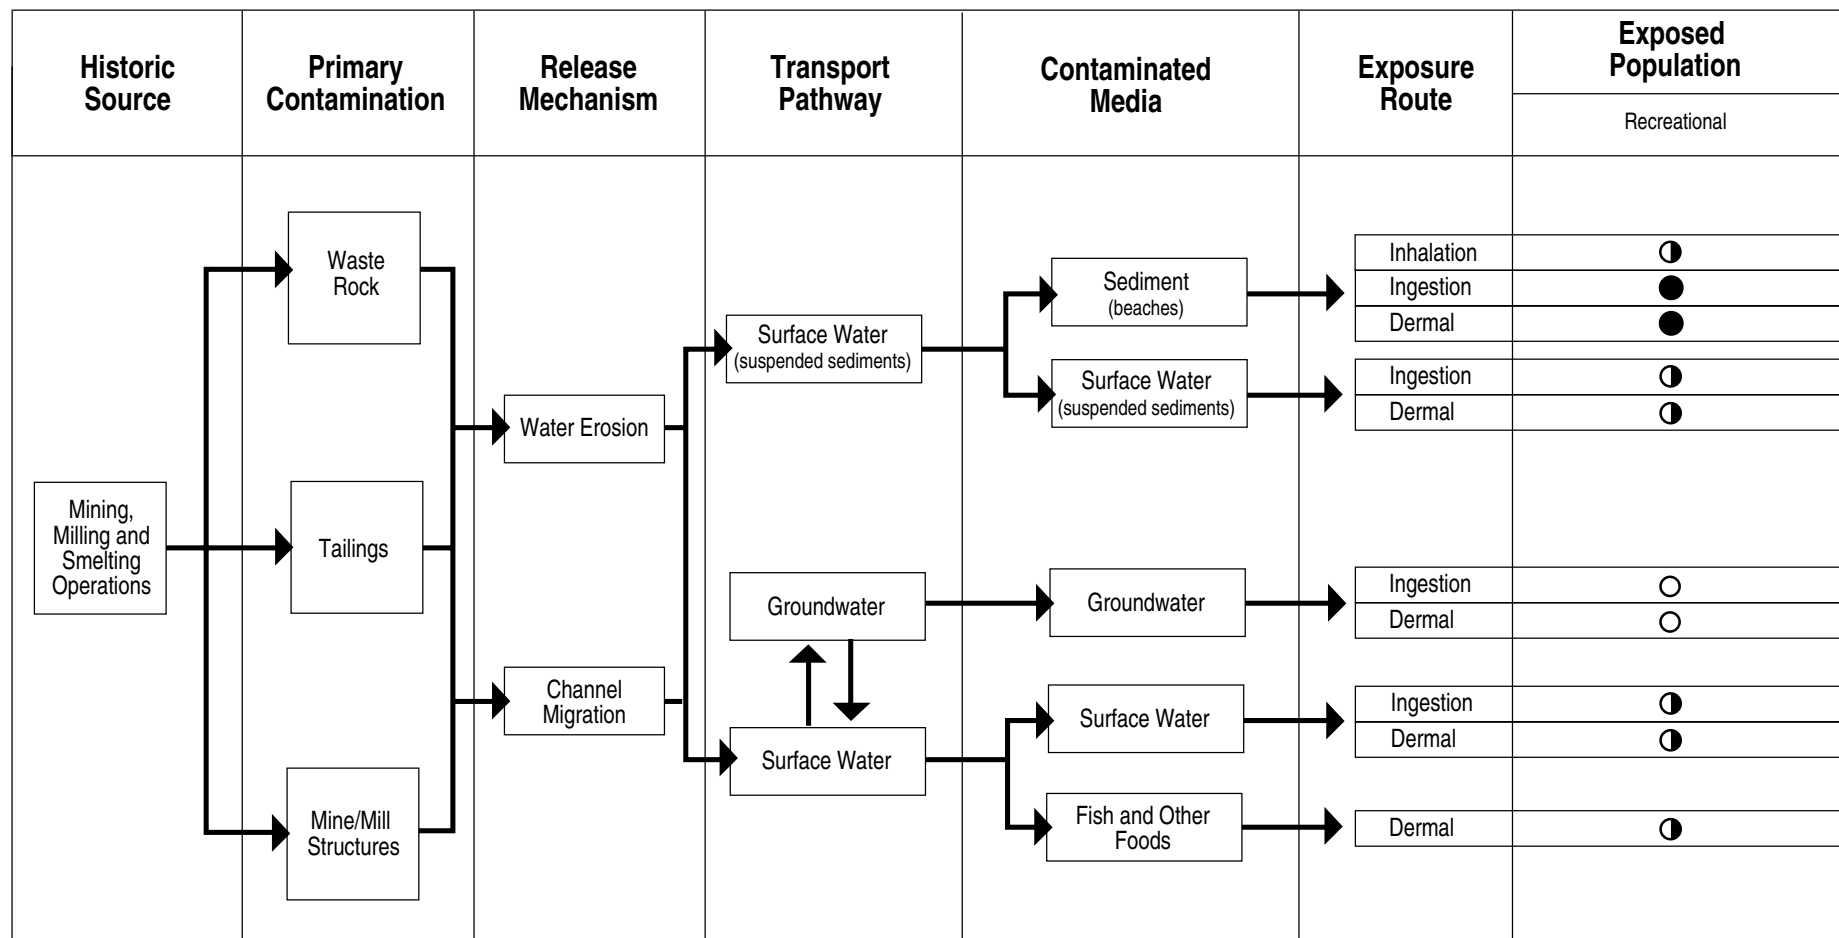 Historic
Source
Primary
Contamination
Release
Mechanism
Transport
Pathway
Contaminated
Media
Exposure
Route
Exposed
Population
Recreational
Mining,
Milling and
Smelting
Operations
Waste
Rock
Tailings
Mine/Mill
Structures
Water Erosion
Channel
Migration
Surface Water
(suspended sediments)
Groundwater
Surface Water
Sediment
(beaches)
Surface Water
(suspended sediments)
Groundwater
Surface Water
Fish and Other
Foods
Inhalation
Ingestion
Dermal
Ingestion
Dermal
Ingestion
Dermal
Ingestion
Dermal
Dermal